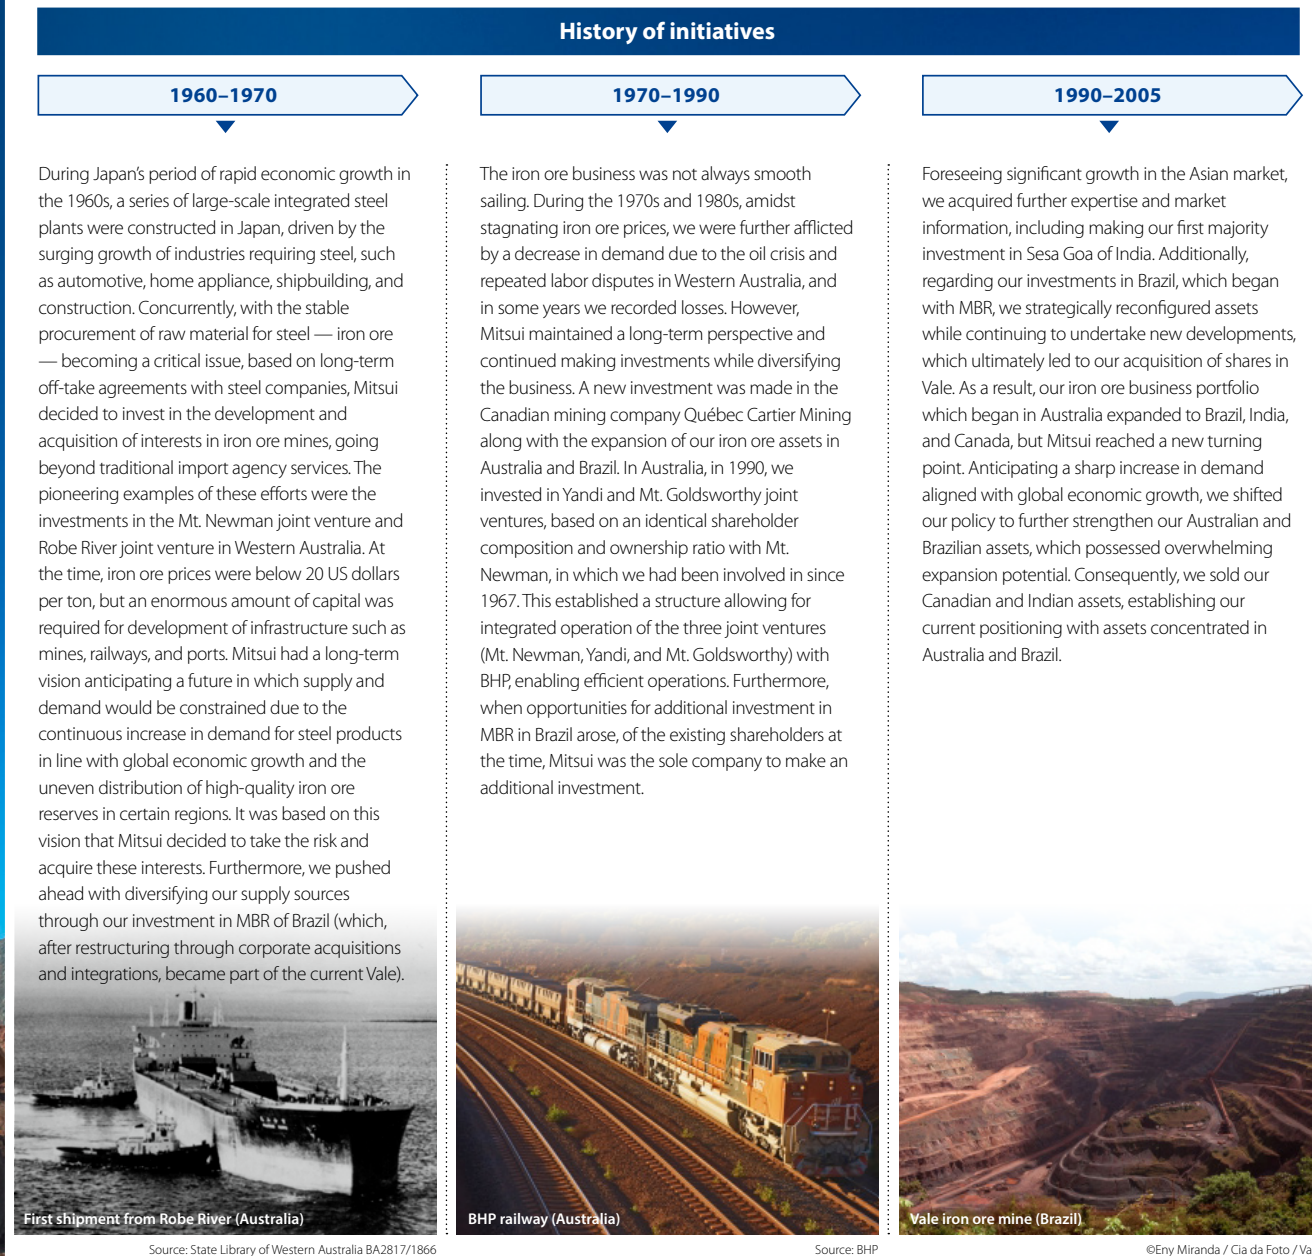 History of initiatives
1960–1970
During Japan's period of rapid economic growth in
the 1960s, a series of large-scale integrated steel
plants were constructed in Japan, driven by the
surging growth of industries requiring steel, such
as automotive, home appliance, shipbuilding, and
construction. Concurrently, with the stable
procurement of raw material for steel — iron ore
— becoming a critical issue, based on long-term
off-take agreements with steel companies, Mitsui
decided to invest in the development and
acquisition of interests in iron ore mines, going
beyond traditional import agency services. The
pioneering examples of these efforts were the
investments in the Mt. Newman joint venture and
Robe River joint venture in Western Australia. At
the time, iron ore prices were below 20 US dollars
per ton, but an enormous amount of capital was
required for development of infrastructure such as
mines, railways, and ports. Mitsui had a long-term
vision anticipating a future in which supply and
demand would be constrained due to the
continuous increase in demand for steel products
in line with global economic growth and the
uneven distribution of high-quality iron ore
reserves in certain regions. It was based on this
vision that Mitsui decided to take the risk and
acquire these interests. Furthermore, we pushed
ahead with diversifying our supply sources
through our investment in MBR of Brazil (which,
after restructuring through corporate acquisitions
and integrations, became part of the current Vale).
First shipment from Robe River (Australia)
Source: State Library of Western Australia BA2817/1866
1970–1990
The iron ore business was not always smooth
sailing. During the 1970s and 1980s, amidst
stagnating iron ore prices, we were further afflicted
by a decrease in demand due to the oil crisis and
repeated labor disputes in Western Australia, and
in some years we recorded losses. However,
Mitsui maintained a long-term perspective and
continued making investments while diversifying
the business. A new investment was made in the
Canadian mining company Québec Cartier Mining
along with the expansion of our iron ore assets in
Australia and Brazil. In Australia, in 1990, we
invested in Yandi and Mt. Goldsworthy joint
ventures, based on an identical shareholder
composition and ownership ratio with Mt.
Newman, in which we had been involved in since
1967. This established a structure allowing for
integrated operation of the three joint ventures
(Mt. Newman, Yandi, and Mt. Goldsworthy) with
BHP, enabling efficient operations. Furthermore,
when opportunities for additional investment in
MBR in Brazil arose, of the existing shareholders at
the time, Mitsui was the sole company to make an
additional investment.
BHP railway (Australia)
Source: BHP
1990–2005
Foreseeing significant growth in the Asian market,
we acquired further expertise and market
information, including making our first majority
investment in Sesa Goa of India. Additionally,
regarding our investments in Brazil, which began
with MBR, we strategically reconfigured assets
while continuing to undertake new developments,
which ultimately led to our acquisition of shares in
Vale. As a result, our iron ore business portfolio
which began in Australia expanded to Brazil, India,
and Canada, but Mitsui reached a new turning
point. Anticipating a sharp increase in demand
aligned with global economic growth, we shifted
our policy to further strengthen our Australian and
Brazilian assets, which possessed overwhelming
expansion potential. Consequently, we sold our
Canadian and Indian assets, establishing our
current positioning with assets concentrated in
Australia and Brazil.
Vale iron ore mine (Brazil)
©Eny Miranda / Cia da Foto / Va